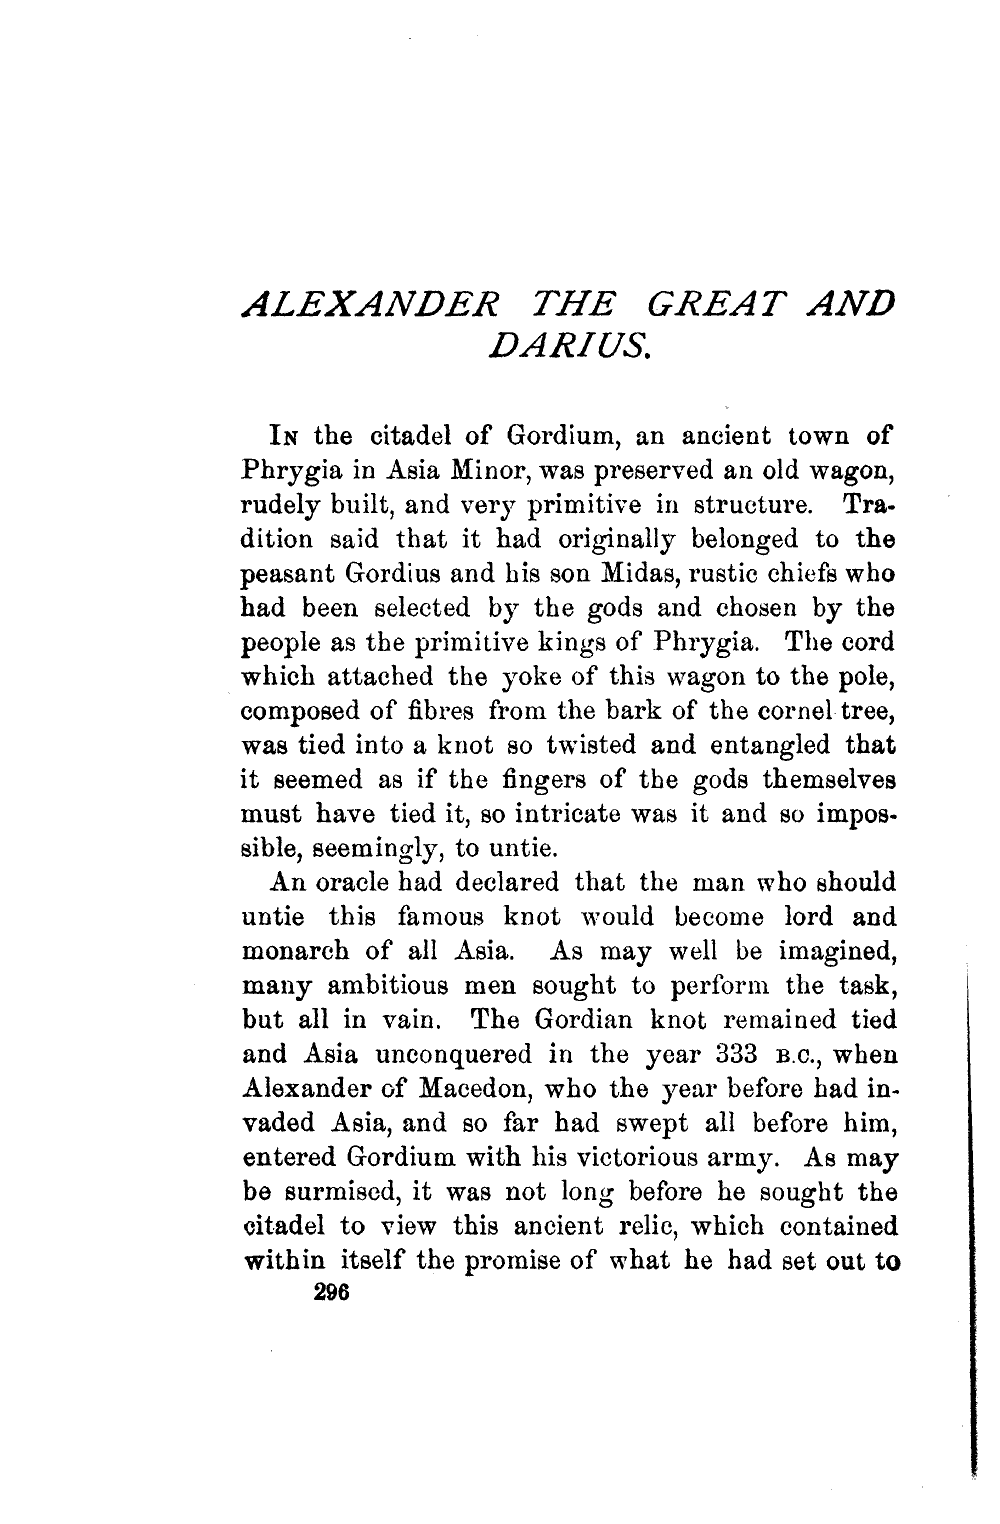 ALEXANDER THE GREAT AND
DARIUS.
IN the citadel of Gordium, an ancient town of
Phrygia in Asia Minor, was preserved an old wagon,
rudely built, and very primitive in structure. Tra-
dition said that it had originally belonged to the
peasant Gordius and his son Midas, rustic chiefs who
had been selected by the gods and chosen by the
people as the primitive kings of Phrygia. The cord
which attached the yoke of this wagon to the pole,
composed of fibres from the bark of the cornel tree,
was tied into a knot so twisted and entangled that
it seemed as if the fingers of the gods themselves
must have tied it, so intricate was it and so impos-
sible, seemingly, to untie.
An oracle had declared that the man who should
untie this famous knot would become lord and
monarch of all Asia. As may well be imagined,
many ambitious men sought to perform the task,
but all in vain. The Gordian knot remained tied
and Asia unconquered in the year 333 B.C., when
Alexander of Macedon, who the year before had in-
vaded Asia, and so far had swept all before him,
entered Gordium with his victorious army. As may
be surmised, it was not long before he sought the
citadel to view this ancient relic, which contained
within itself the promise of what he had set out to
296